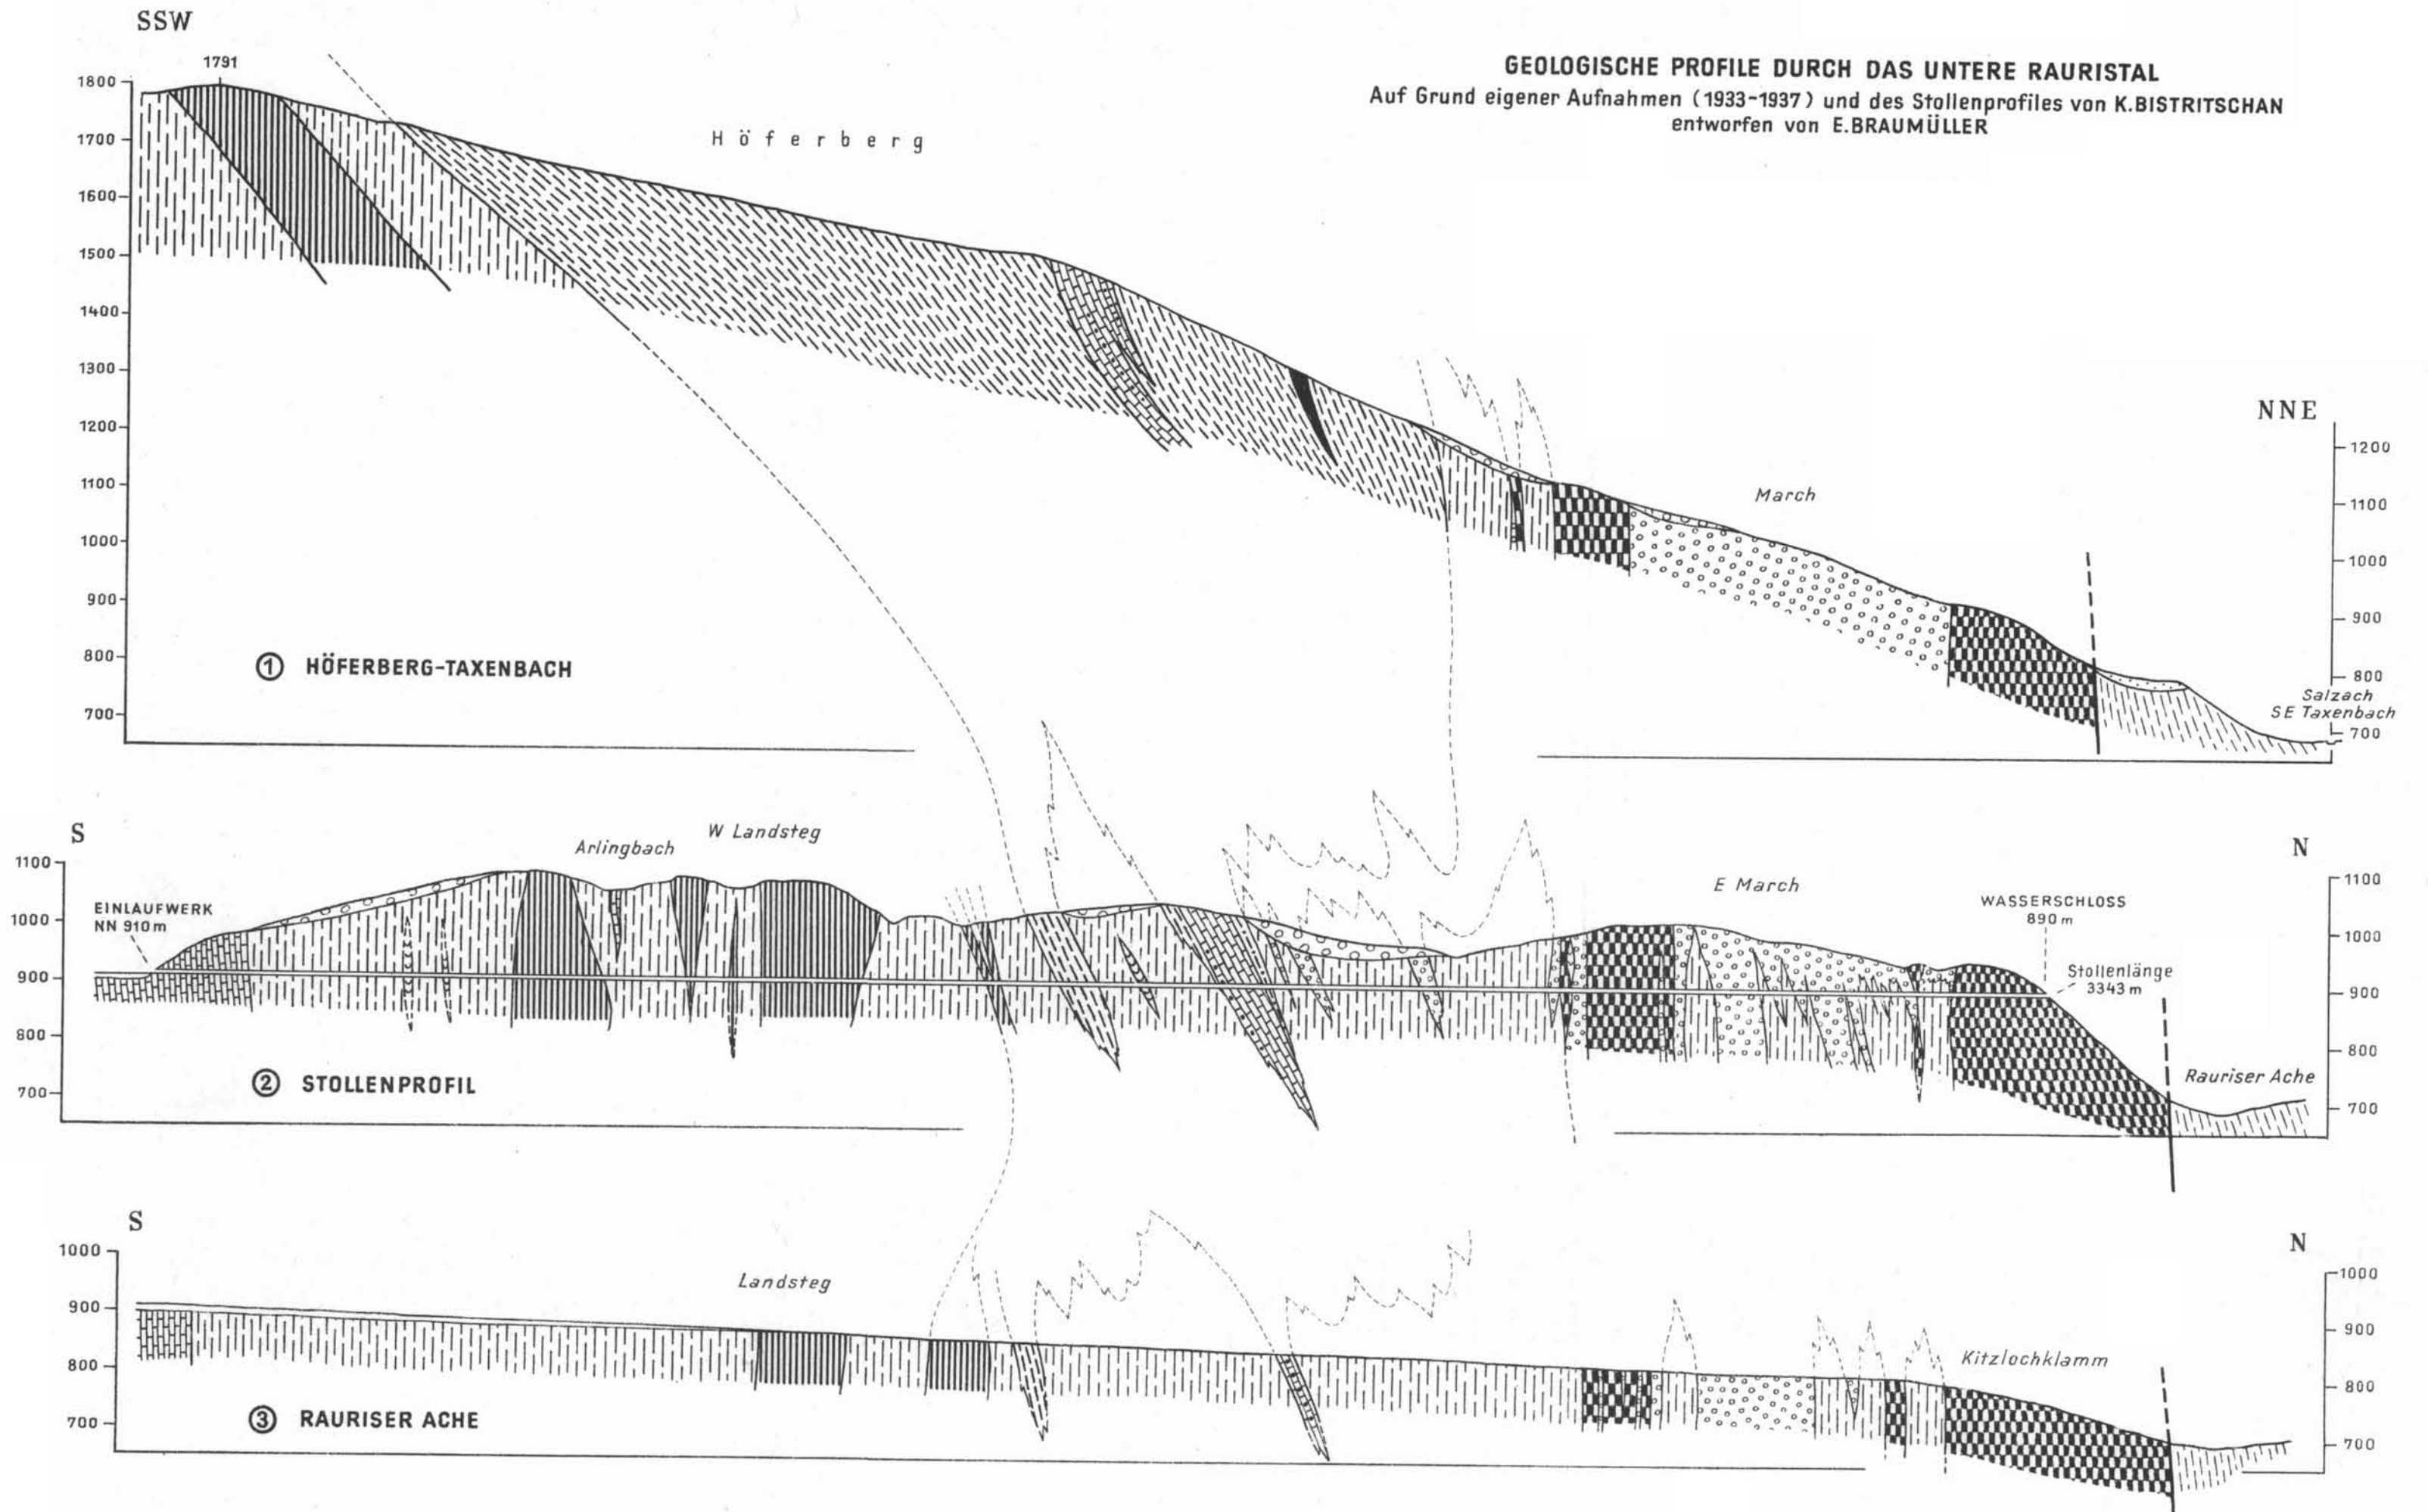 SSW
1791
GEOLOGISCHE PROFILE DURCH DAS UNTERE RAURISTAL
Auf Grund eigener Aufnahmen (1933-1937) und des Stollenprofiles von K.BISTRITSCHAN
entworfen von E.BRAUMÜLLER
1800
1700
1600
1500
1400
1300
1200
1100
1000
900
800
700
Höferberg
NNE
March
1200
1100
1000
900
800
700
Salzach
SE Taxenbach
① HÖFERBERG-TAXENBACH
S
N
Arlingbach
W Landsteg
E March
1100
1000
900
800
700
EINLAUFWERK
NN 910m
WASSERSCHLOSS
890 m
Stollenlänge
3343 m
Rauriser Ache
1100
1000
900
800
700
② STOLLENPROFIL
S
N
1000
900
800
700
Landsteg
Kitzlochklamm
1000
900
800
700
③ RAURISER ACHE